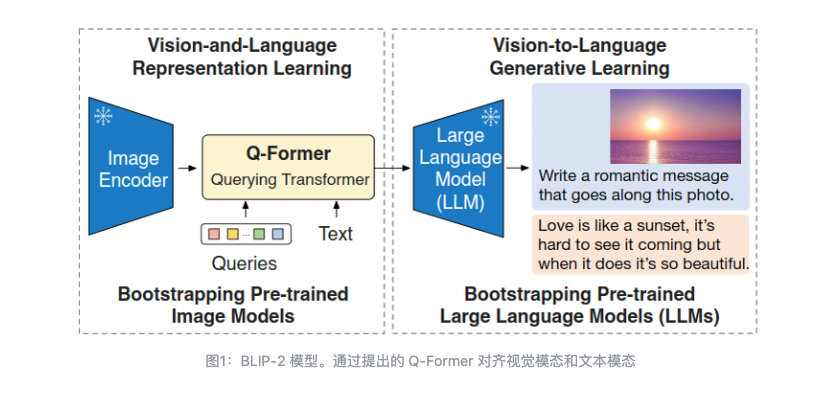 Vision-and-Language
Representation Learning
Image
Encoder
Q-Former
Querying Transformer
...
Queries
Text
Bootstrapping Pre-trained
Image Models
Vision-to-Language
Generative Learning
Large
Language
Model
(LLM)
Write a romantic message
that goes along this photo.
Love is like a sunset, it's
hard to see it coming but
when it does it's so beautiful.
Bootstrapping Pre-trained
Large Language Models (LLMs)
图1：BLIP-2 模型。通过提出的 Q-Former 对齐视觉模态和文本模态